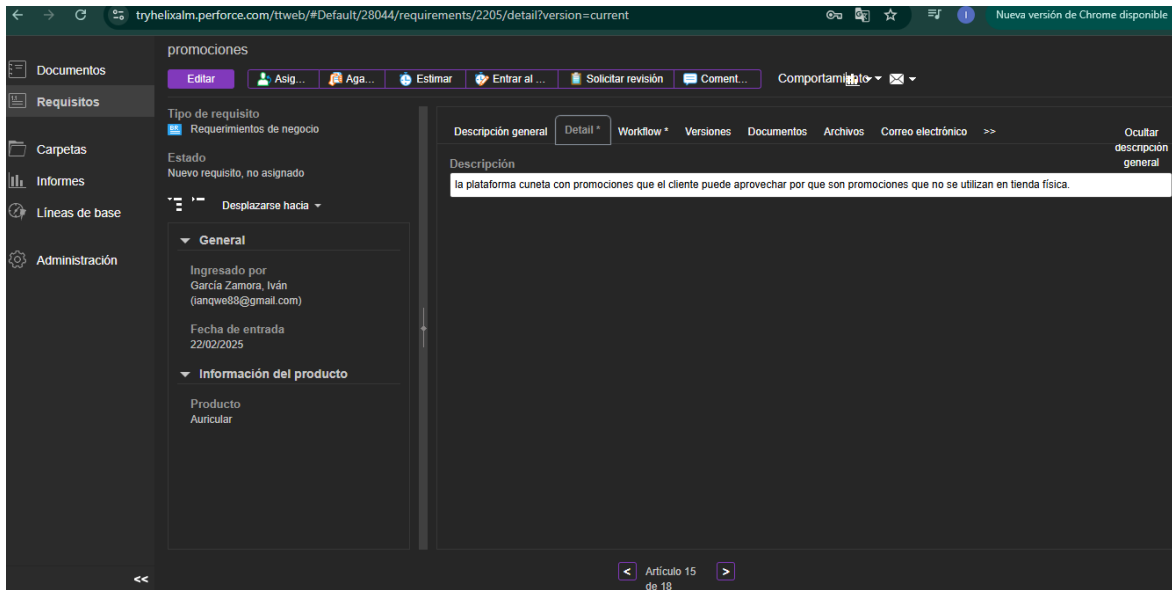 tryhelixalm.perforce.com/ttweb/#Default/28044/requirements/2205/detail?version=current
I
Nueva versión de Chrome disponible
Documentos
Requisitos
Carpetas
Informes
Líneas de base
Administración
<<
promociones
Editar
Asig...
Aga...
Estimar
Entrar al ...
Solicitar revisión
Coment...
Tipo de requisito
BR
Requerimientos de negocio
Estado
Nuevo requisito, no asignado
Desplazarse hacia
General
Ingresado por
García Zamora, Iván
(ianqwe88@gmail.com)
Fecha de entrada
22/02/2025
Información del producto
Producto
Auricular
Descripción general
Detail *
Workflow *
Versiones
Documentos
Archivos
Correo electrónico
>>
Ocultar
descripción
general
Descripción
la plataforma cuneta con promociones que el cliente puede aprovechar por que son promociones que no se utilizan en tienda física.
<
Artículo 15
de 18
>